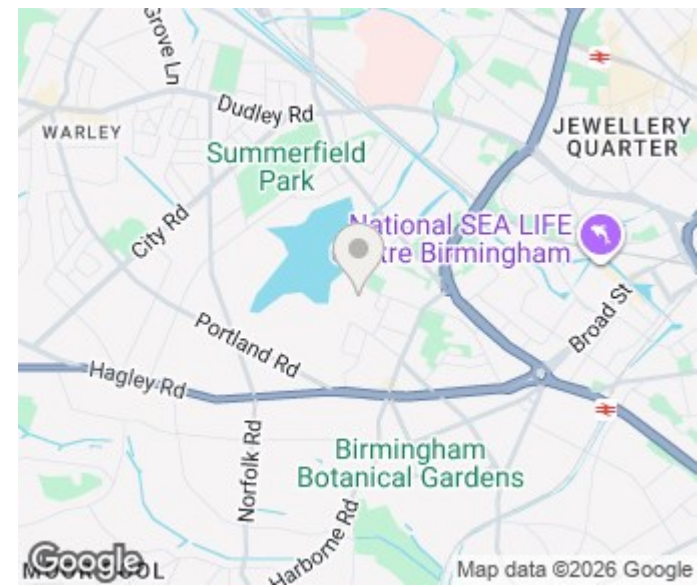 Grove Ln
Dudley Rd
WARLEY
JEWELLERY
QUARTER
Summerfield
Park
City Rd
National SEA LIFE
Centre Birmingham
Broad St
Portland Rd
Hagley Rd
Norfolk Rd
Birmingham
Botanical Gardens
Harborne Rd
Google
Map data ©2026 Google